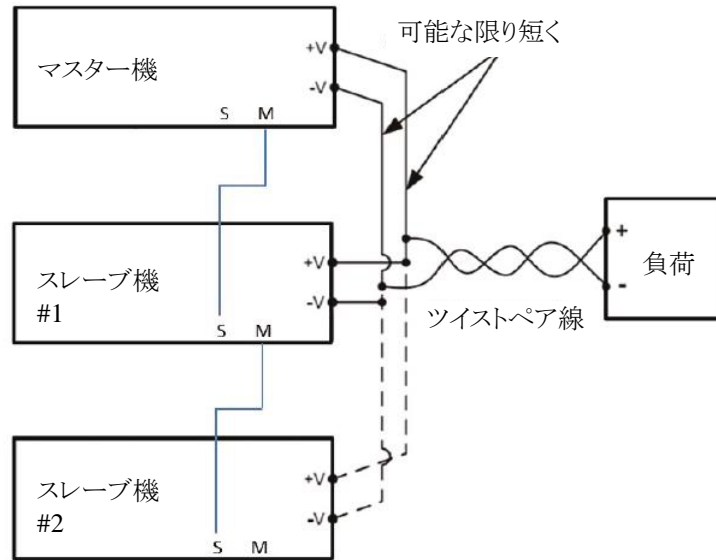 可能な限り短く
マスター機
+V
-V
S M
スレーブ機
#1
+V
-V
S M
負荷
+
-
ツイストペア線
スレーブ機
#2
+V
-V
S M